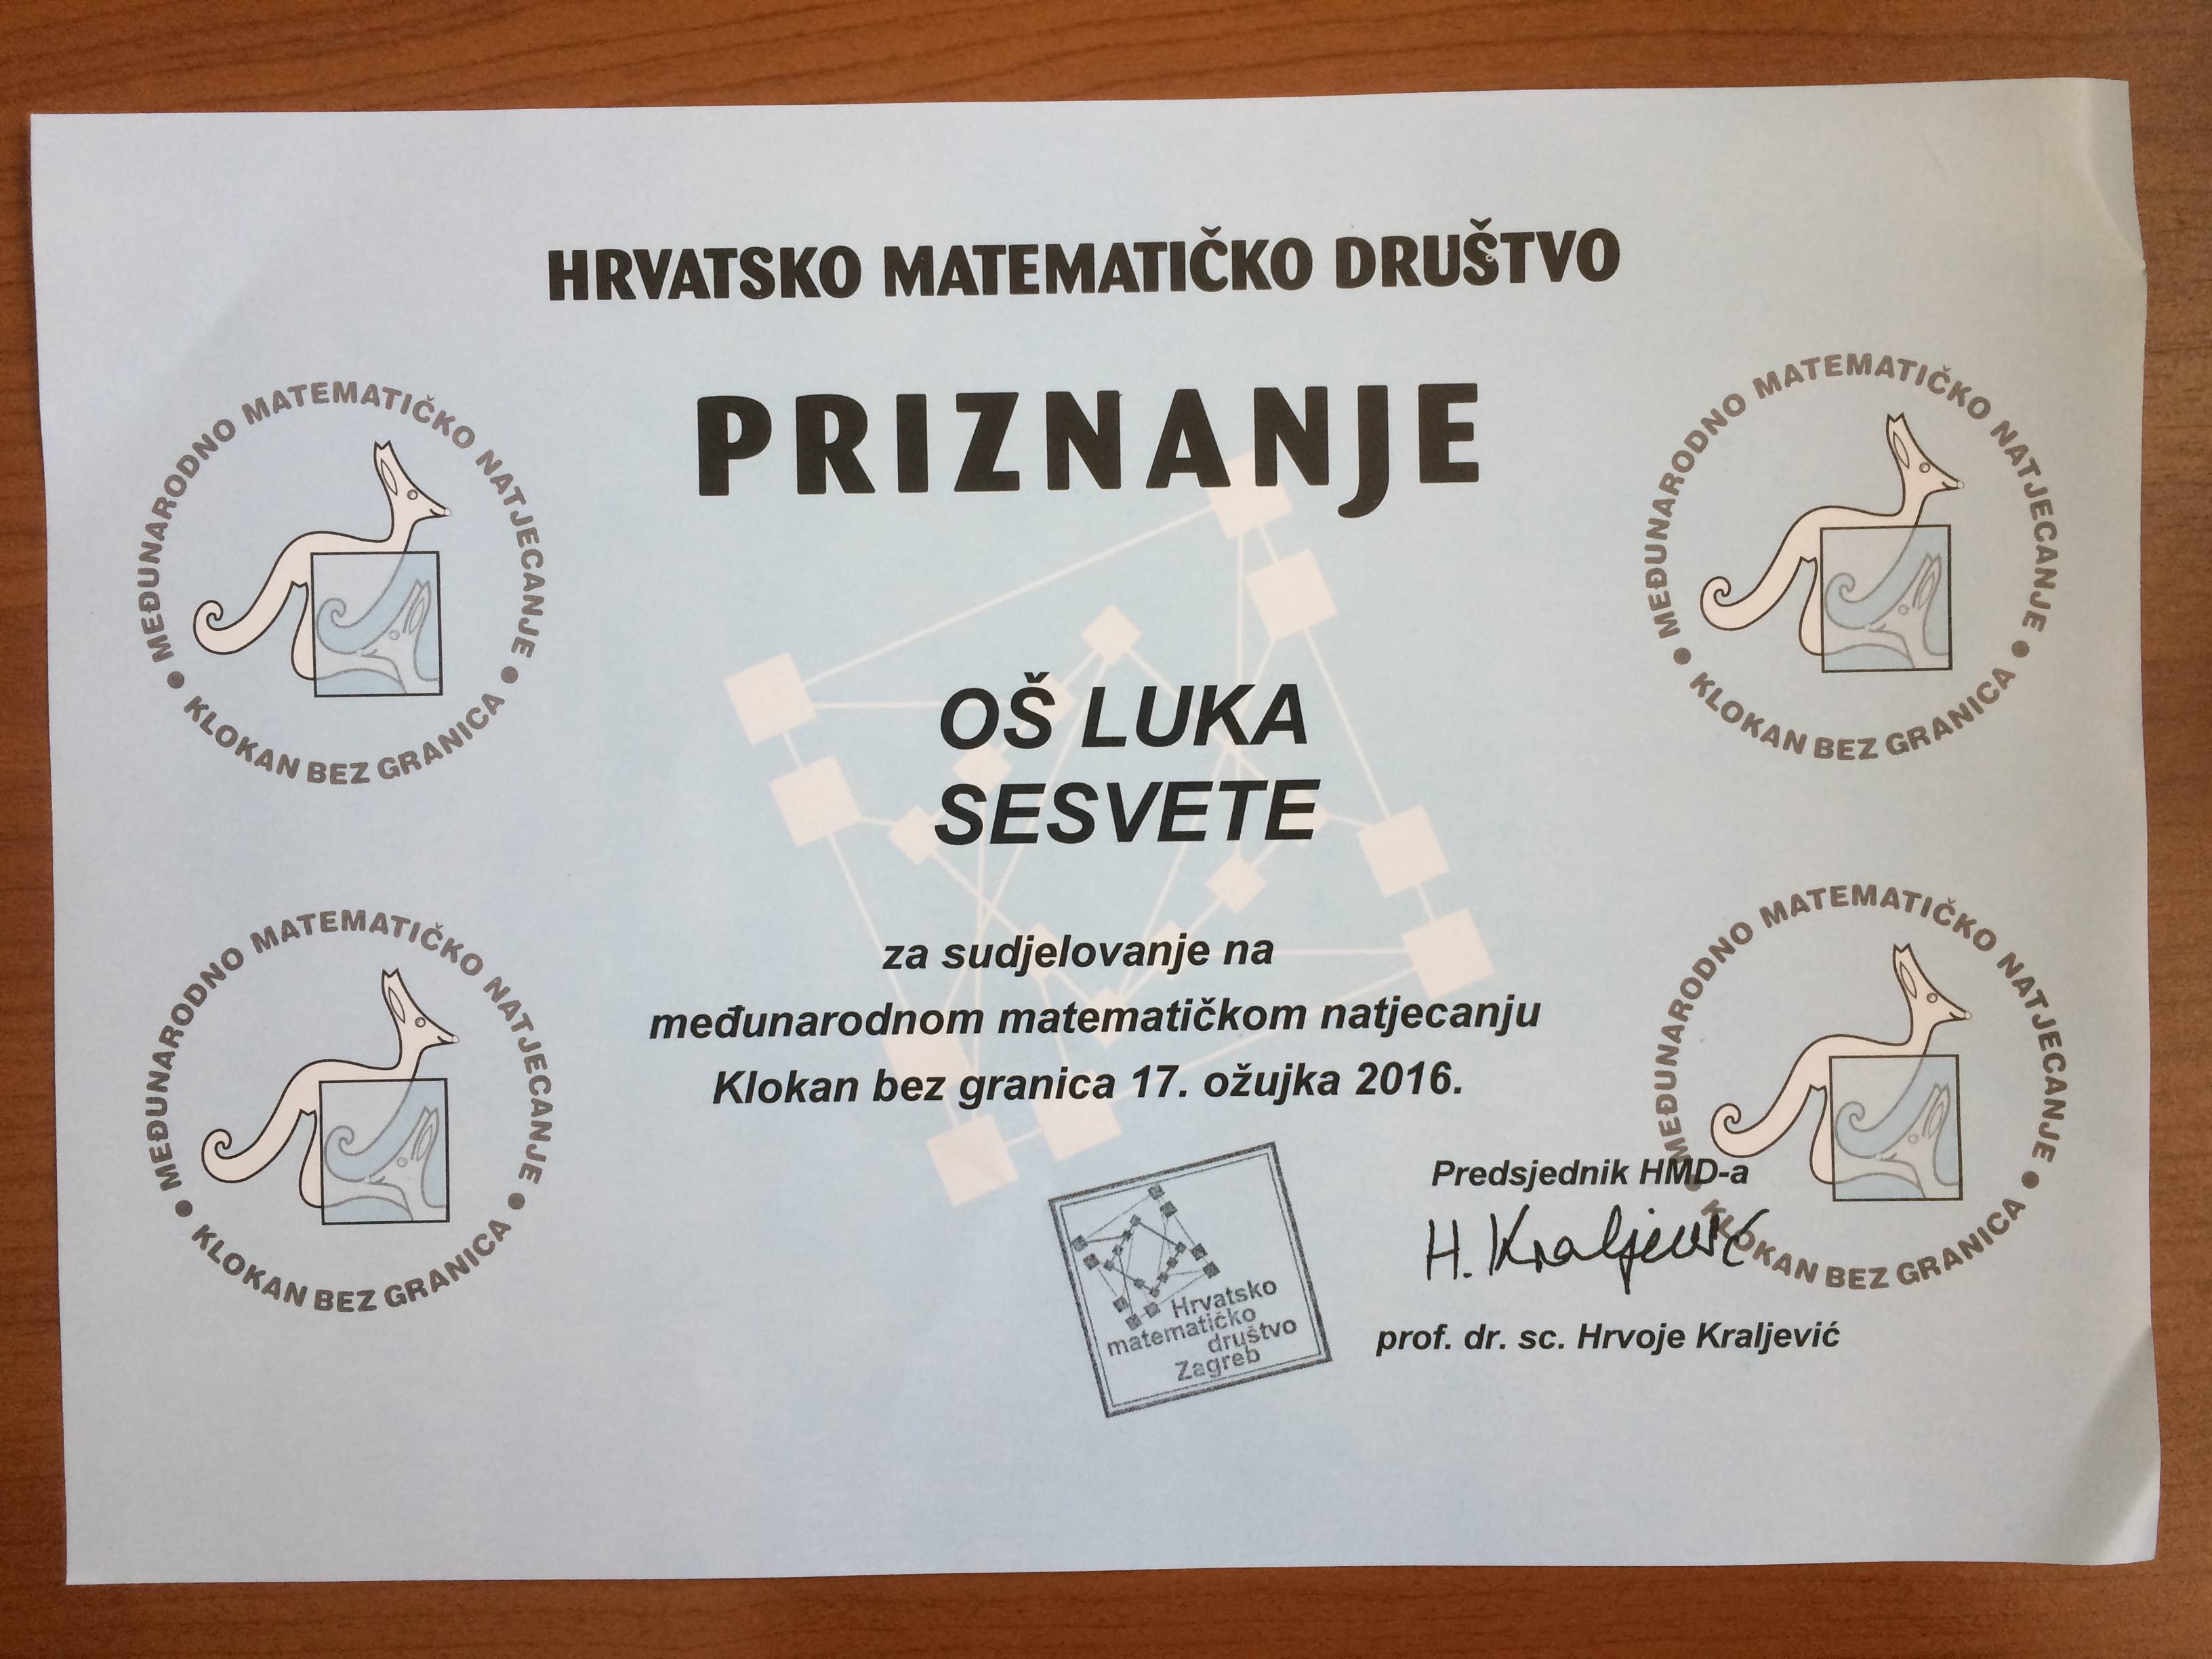 HRVATSKO MATEMATIČKO DRUŠTVO
PRIZNANJE
MEĐUNARODNO MATEMATIČKO NATJECANJE
• KLOKAN BEZ GRANICA •
MEĐUNARODNO MATEMATIČKO NATJECANJE
• KLOKAN BEZ GRANICA •
OŠ LUKA
SESVETE
za sudjelovanje na
međunarodnom matematičkom natjecanju
Klokan bez granica 17. ožujka 2016.
MEĐUNARODNO MATEMATIČKO NATJECANJE
• KLOKAN BEZ GRANICA •
MEĐUNARODNO MATEMATIČKO NATJECANJE
• KLOKAN BEZ GRANICA •
Hrvatsko
matematičko
društvo
Zagreb
Predsjednik HMD-a
H. Kraljević
prof. dr. sc. Hrvoje Kraljević